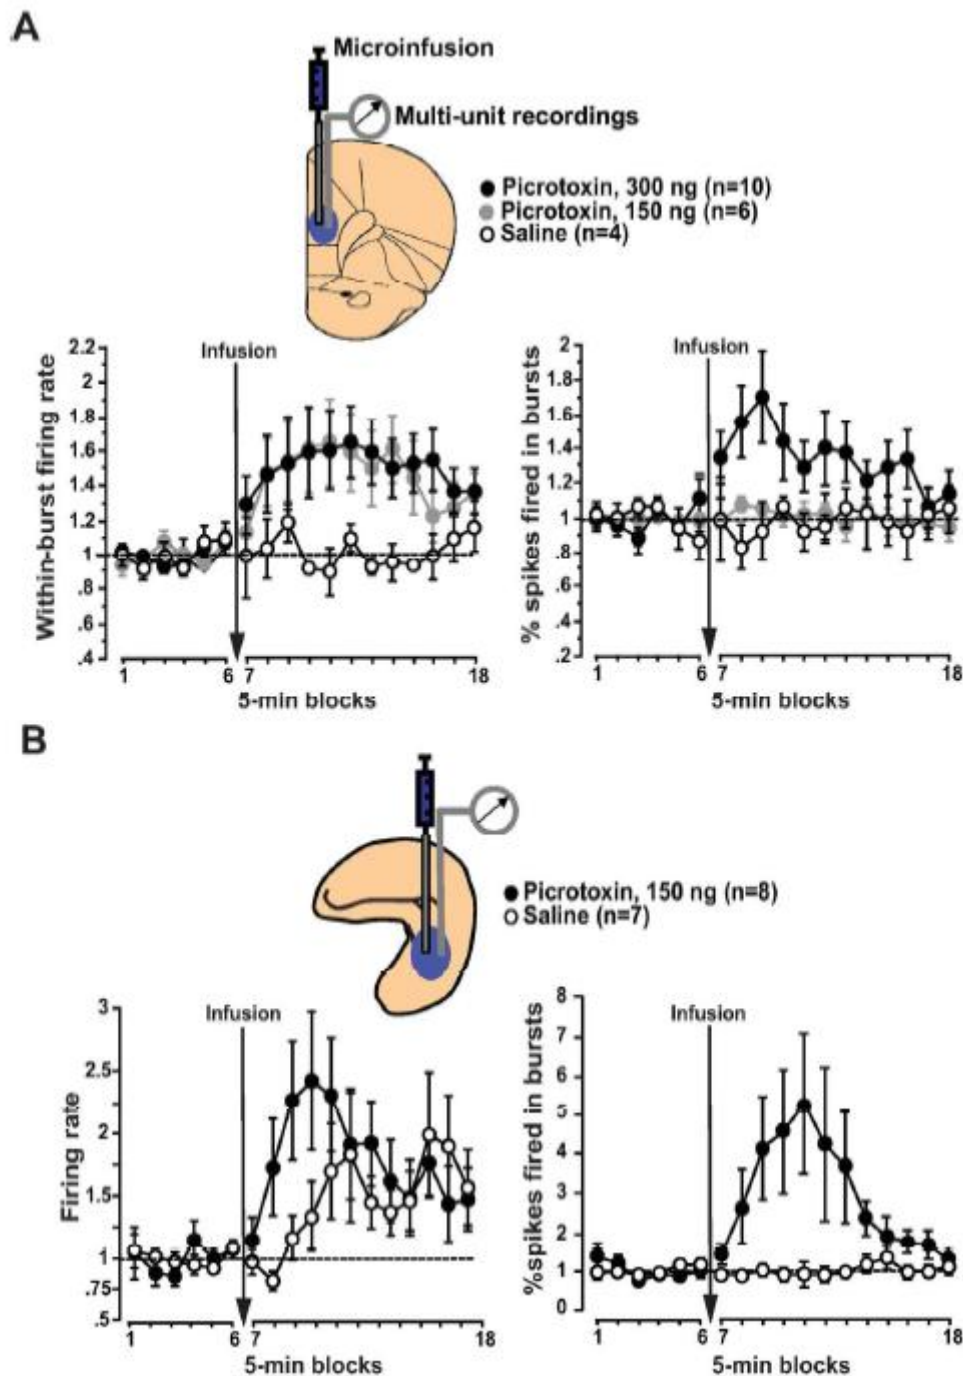 A
Microinfusion
Multi-unit recordings
Picrotoxin, 300 ng (n=10)
Picrotoxin, 150 ng (n=6)
Saline (n=4)
Within-burst firing rate
2.2
2
1.8
1.6
1.4
1.2
1
.8
.6
.4
Infusion
1
6
7
18
5-min blocks
% spikes fired in bursts
2
1.8
1.6
1.4
1.2
1
.8
.6
.4
.2
Infusion
1
6
7
18
5-min blocks
B
Picrotoxin, 150 ng (n=8)
Saline (n=7)
Firing rate
3
2.5
2
1.5
1
.75
.5
Infusion
1
6
7
18
5-min blocks
%spikes fired in bursts
8
7
6
5
4
3
2
1
0
Infusion
1
6
7
18
5-min blocks